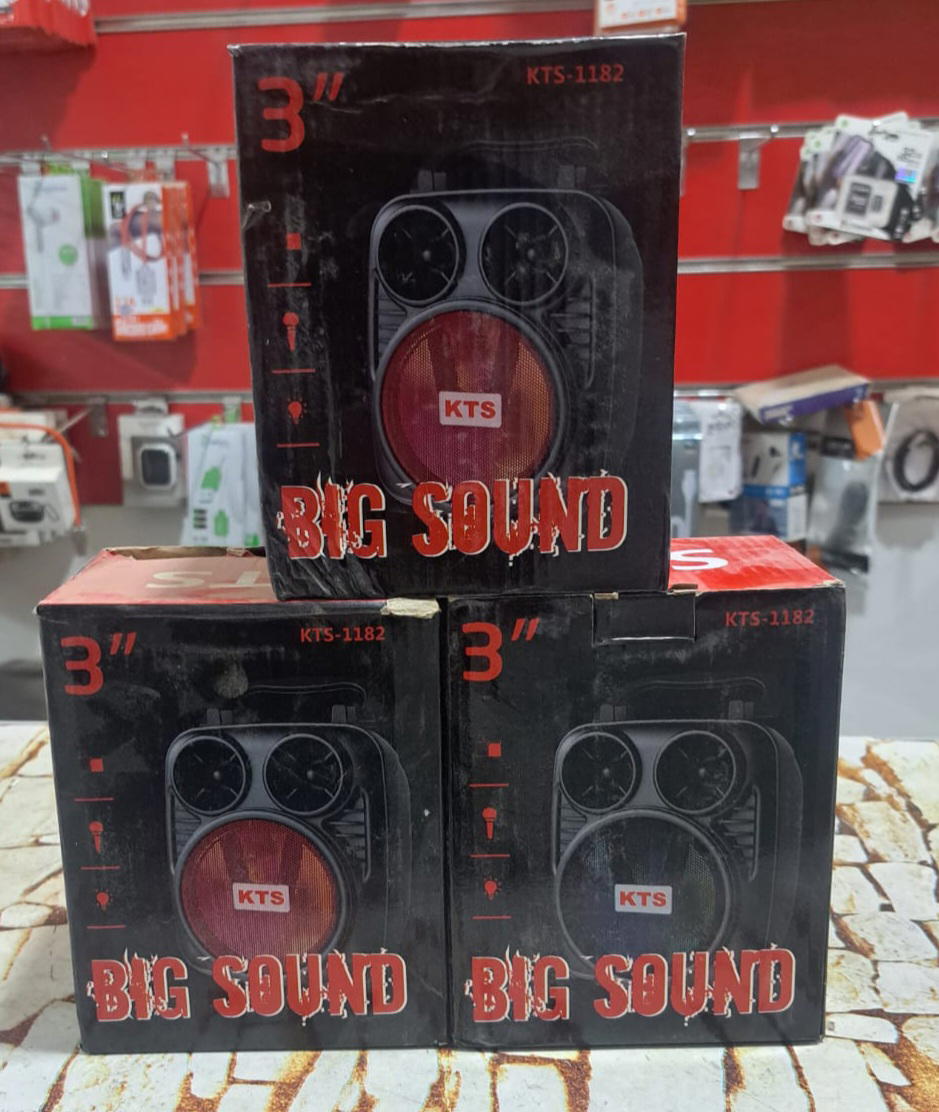 3”
KTS-1182
KTS
BIG SOUND
3”
KTS-1182
KTS
BIG SOUND
S
3”
KTS-1182
KTS
BIG SOUND